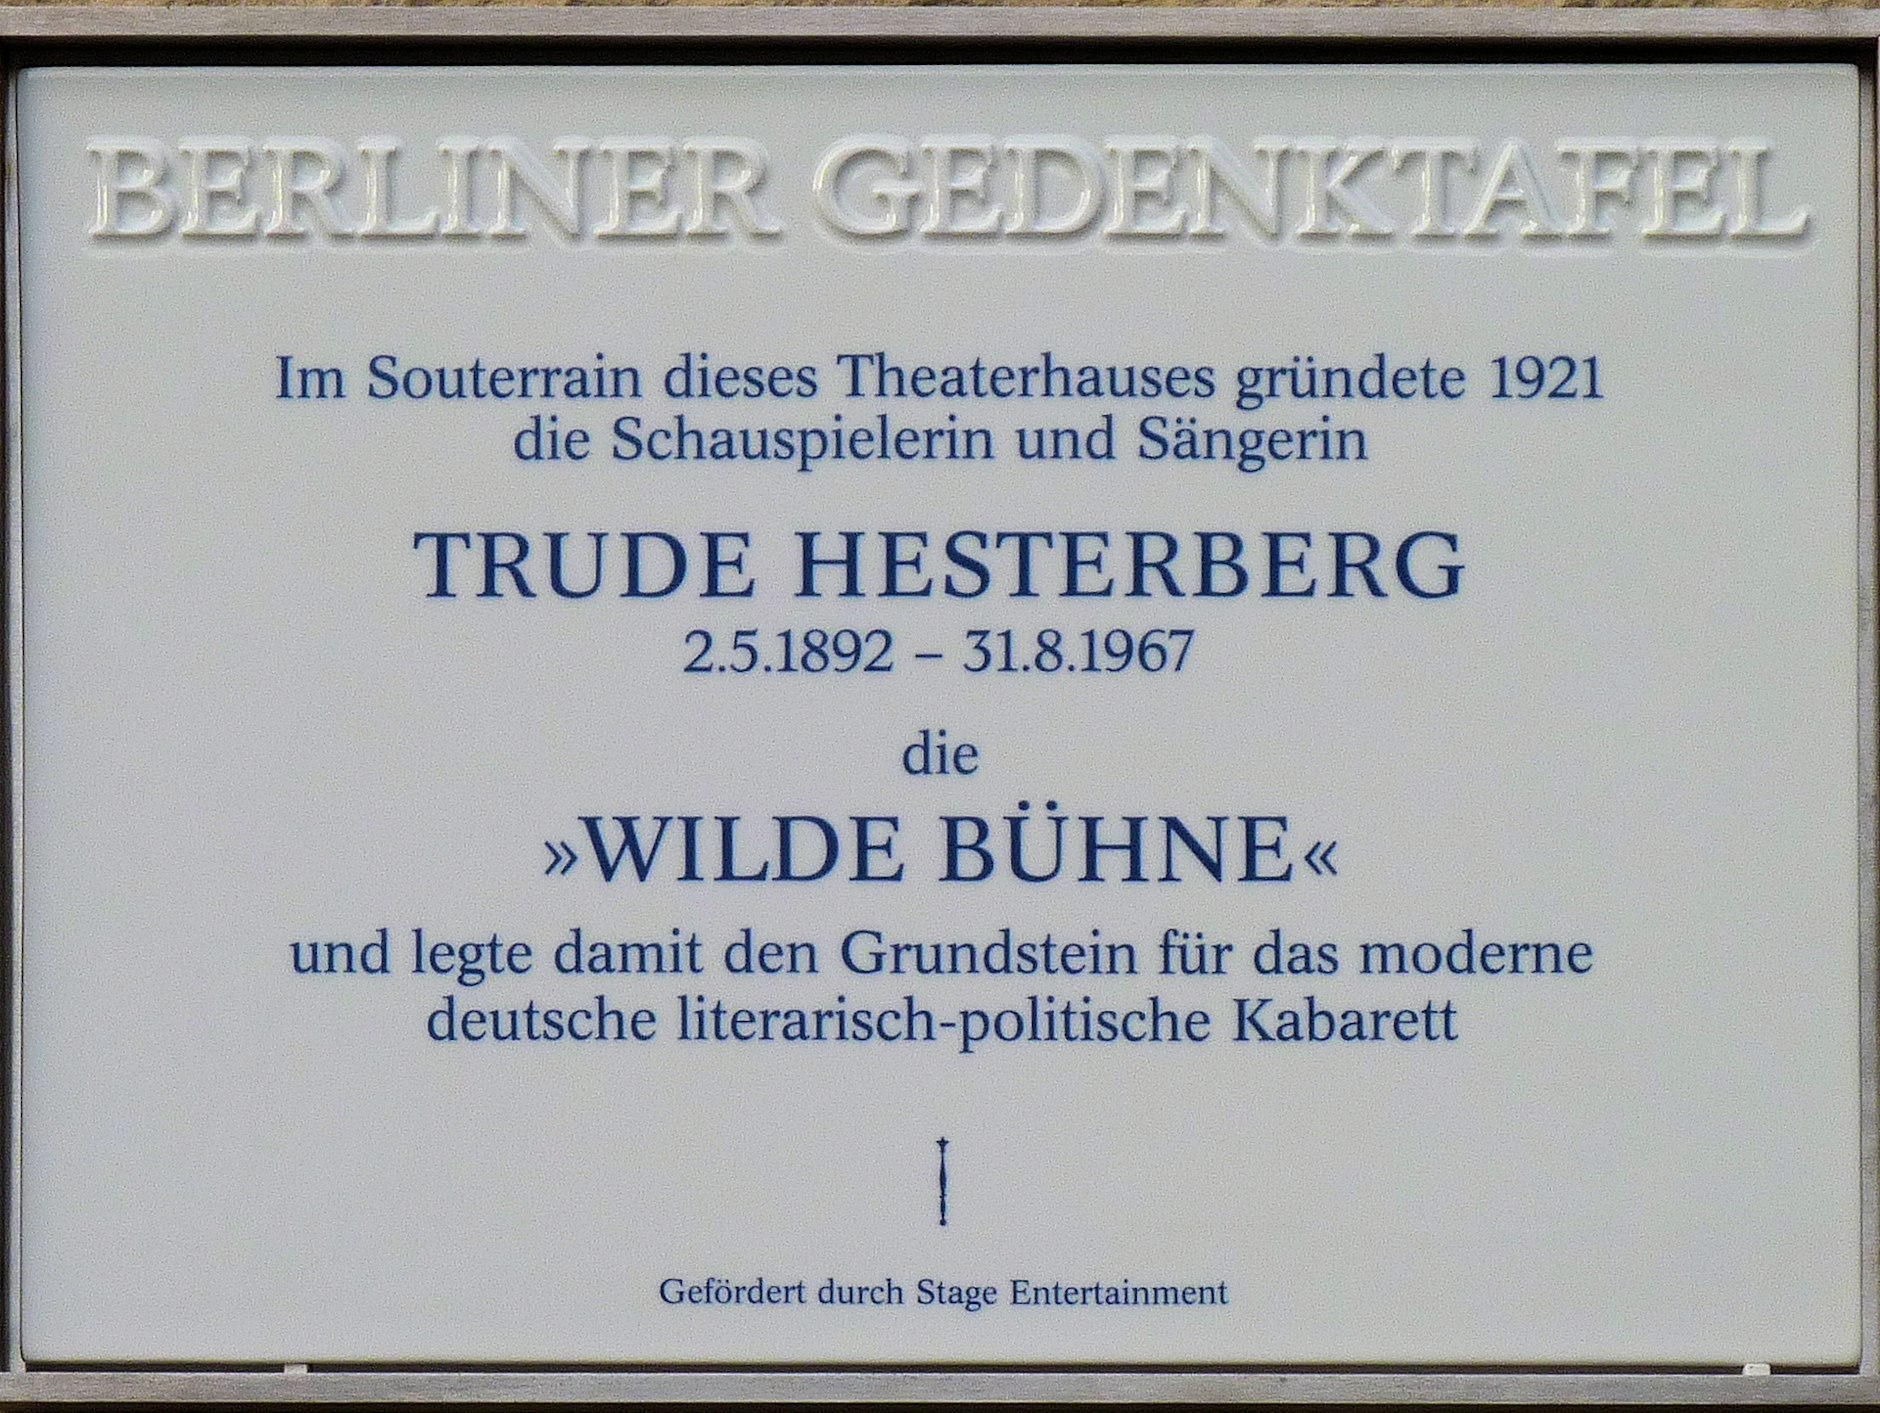 BERLINER GEDENKTAFEL
Im Souterrain dieses Theaterhauses gründete 1921
die Schauspielerin und Sängerin
TRUDE HESTERBERG
2.5.1892 – 31.8.1967
die
»WILDE BÜHNE«
und legte damit den Grundstein für das moderne
deutsche literarisch-politische Kabarett
Gefördert durch Stage Entertainment